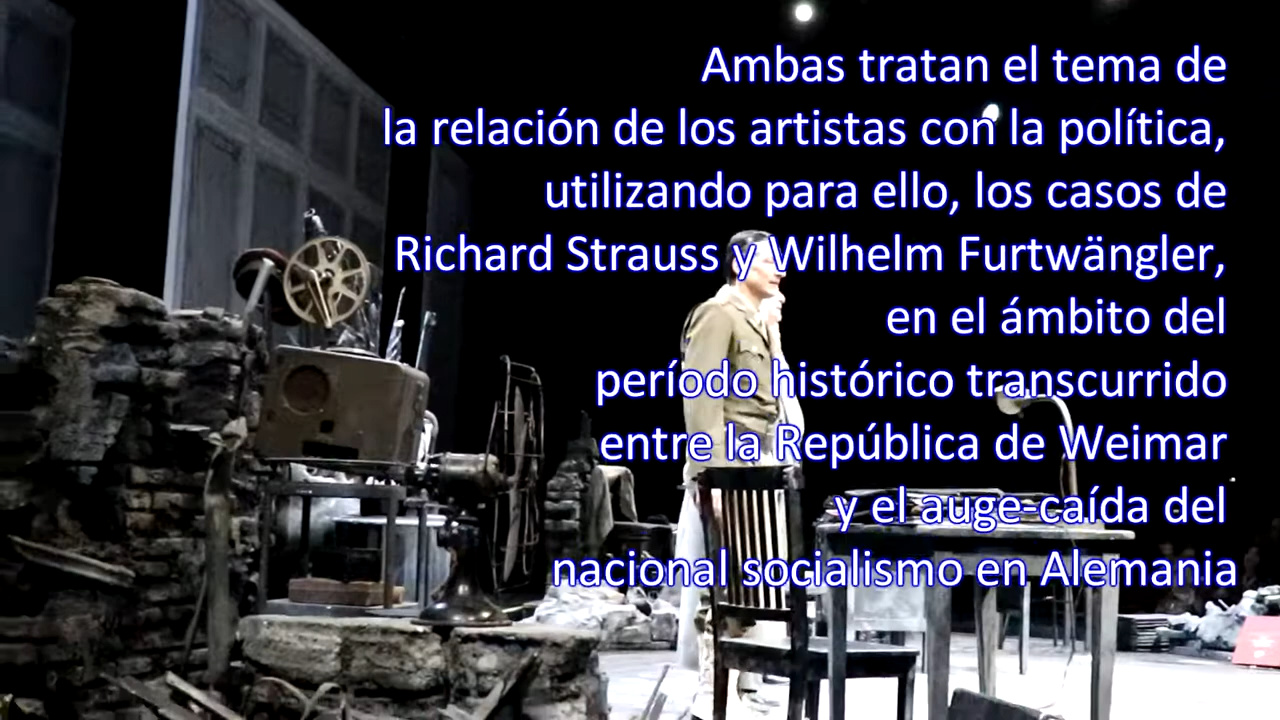 Ambas tratan el tema de
la relación de los artistas con la política,
utilizando para ello, los casos de
Richard Strauss y Wilhelm Furtwängler,
en el ámbito del
período histórico transcurrido
entre la República de Weimar
y el auge-caída del
nacional socialismo en Alemania